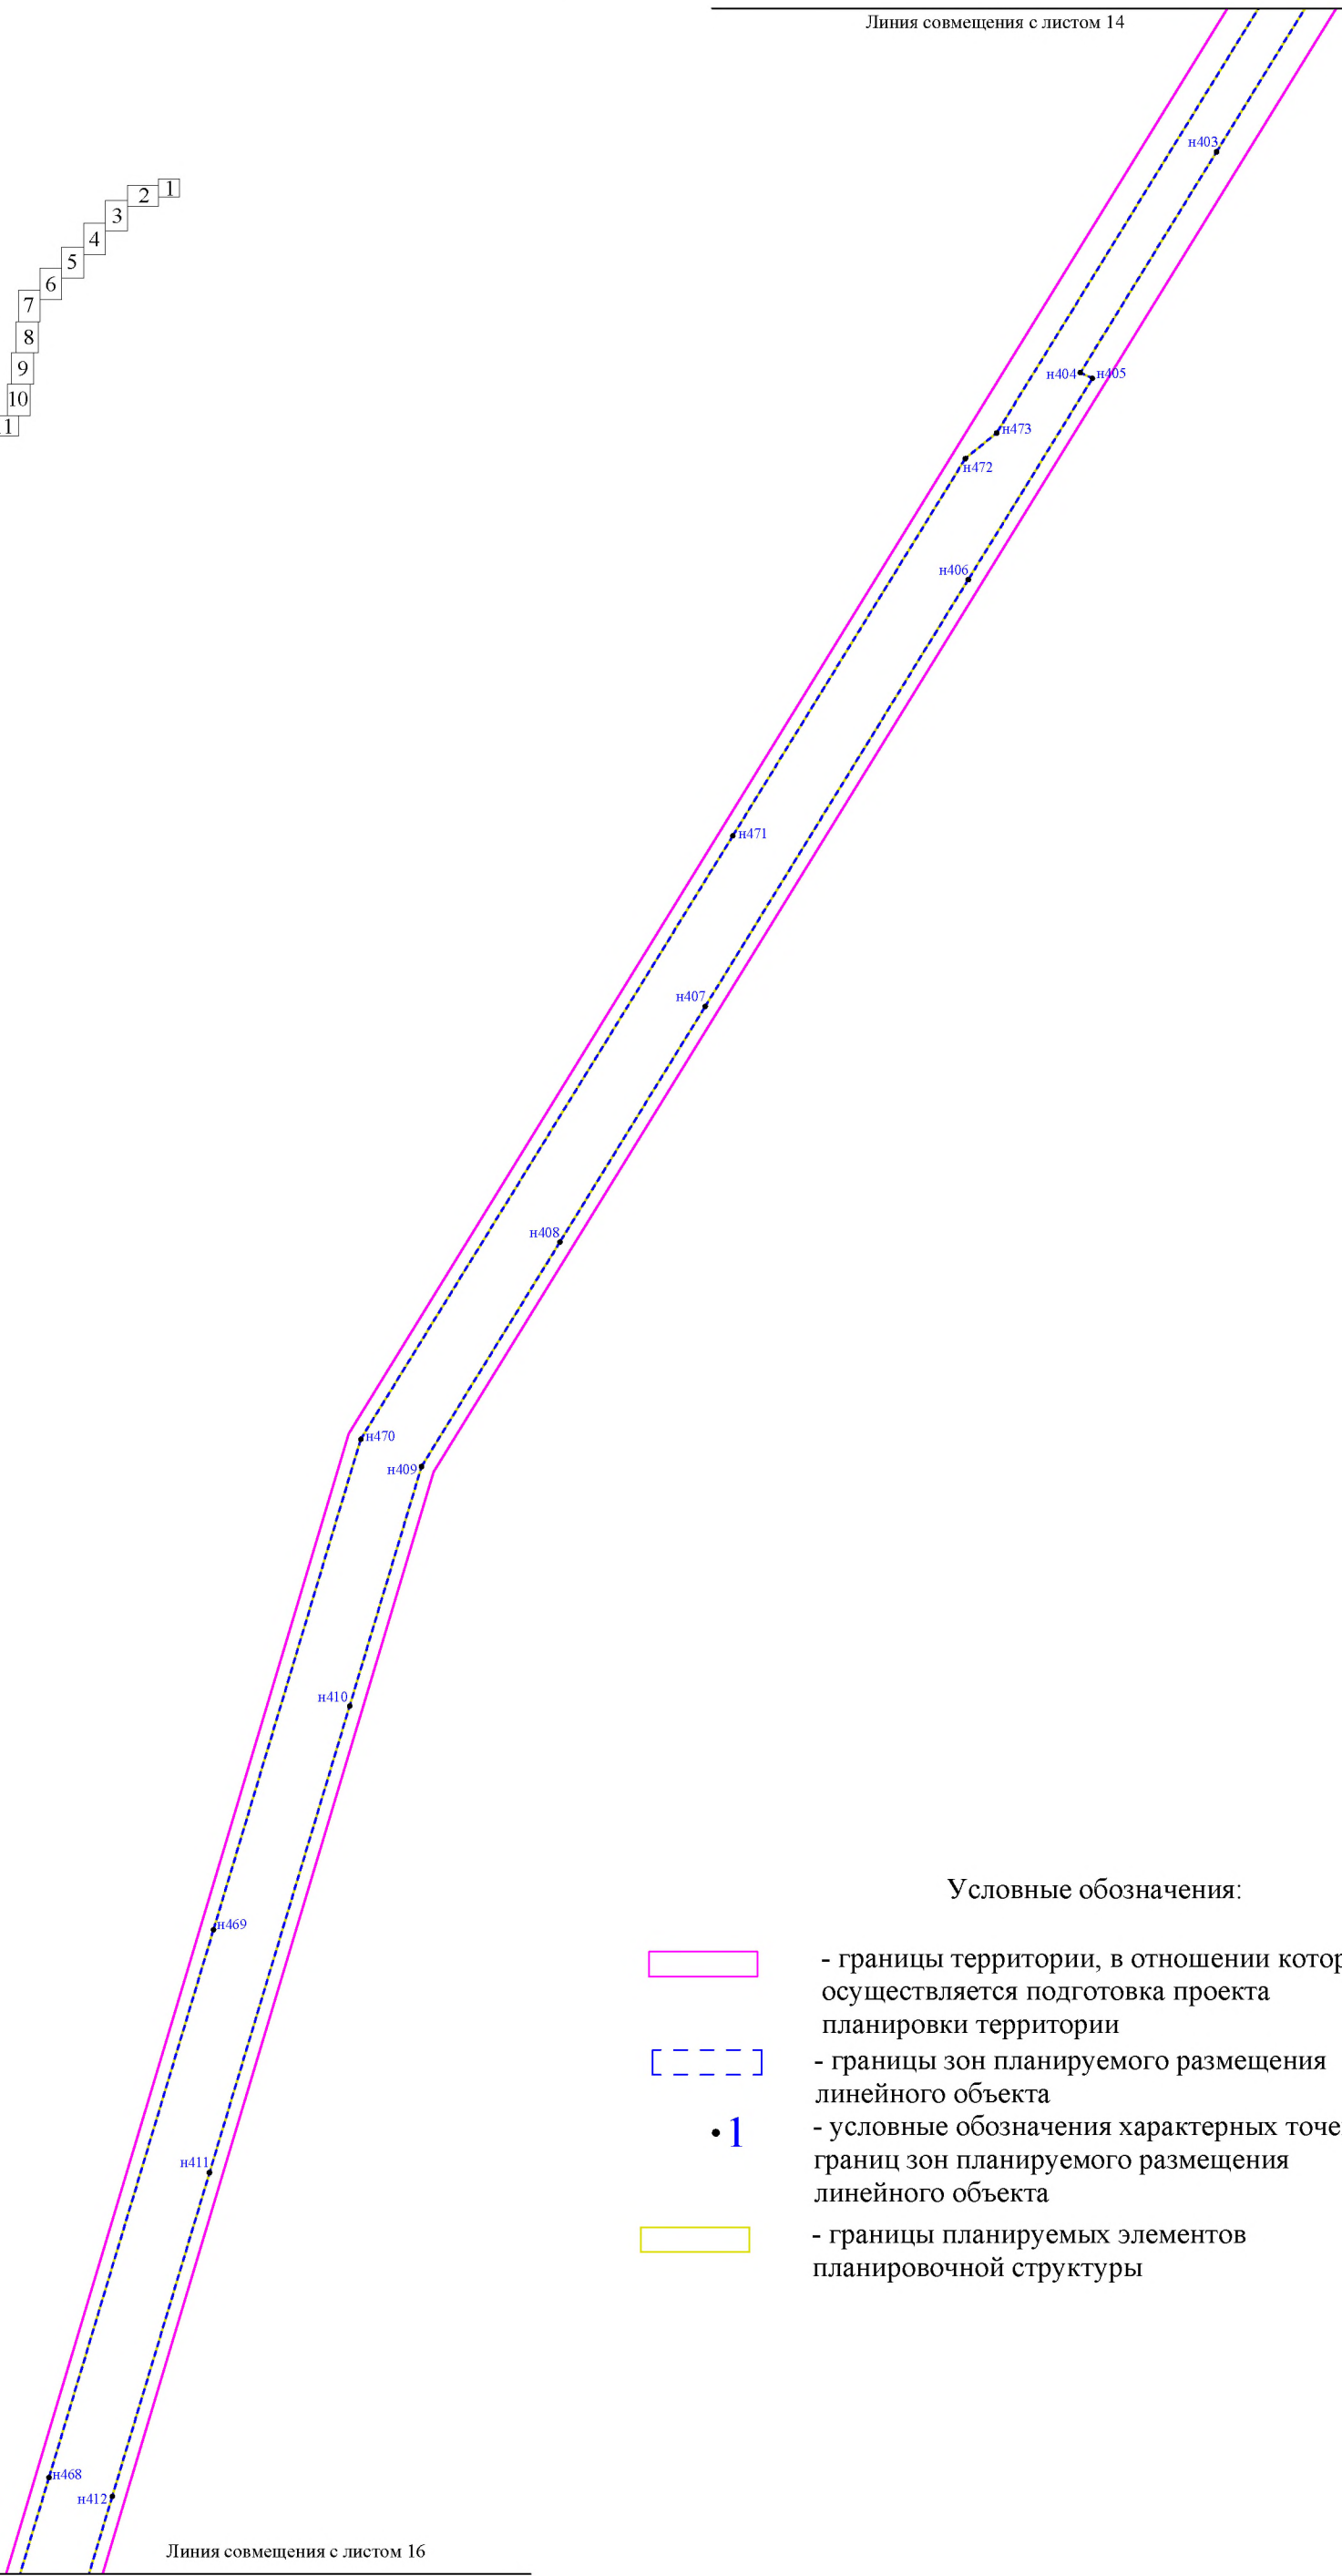 Линия совмещения с листом 14
н403
1
2
3
4
5
6
7
8
9
10
н404
н405
н473
н472
н406
н471
н407
н408
н470
н409
н410
н469
н411
н468
н412
Условные обозначения:
- границы территории, в отношении
осуществляется подготовка проекта
планировки территории
- границы зон планируемого размещения
линейного объекта
•1
- условные обозначения характерных
границ зон планируемого размещения
линейного объекта
- границы планируемых элементов
планировочной структуры
Линия совмещения с листом 16